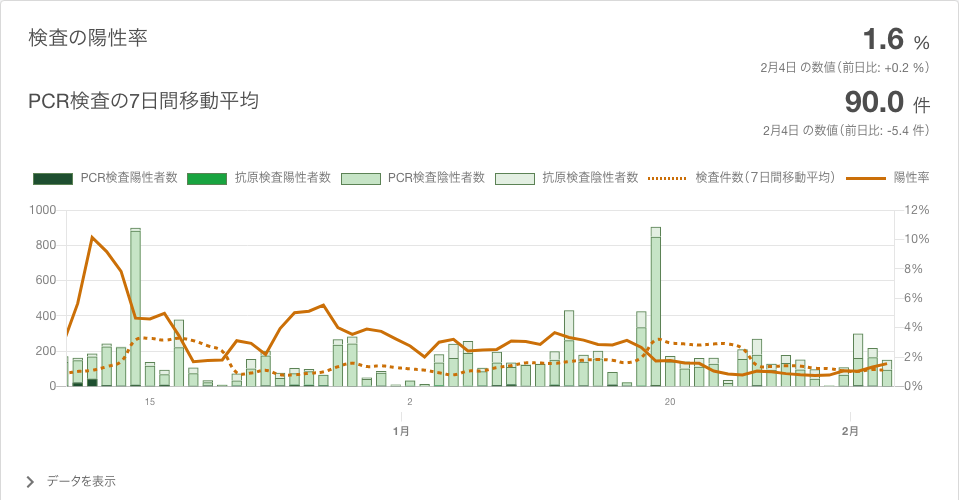 検査の陽性率
1.6 %
2月4日 の数値（前日比: +0.2 %）
PCR検査の7日間移動平均
90.0 件
2月4日 の数値（前日比: -5.4 件）
PCR検査陽性者数 抗原検査陽性者数 PCR検査陰性者数 抗原検査陰性者数 検査件数（7日間移動平均） 陽性率
1000 12%
10%
800
8%
600
6%
400
4%
200 2%
0 0%
15 2 20
1月 2月
データを表示